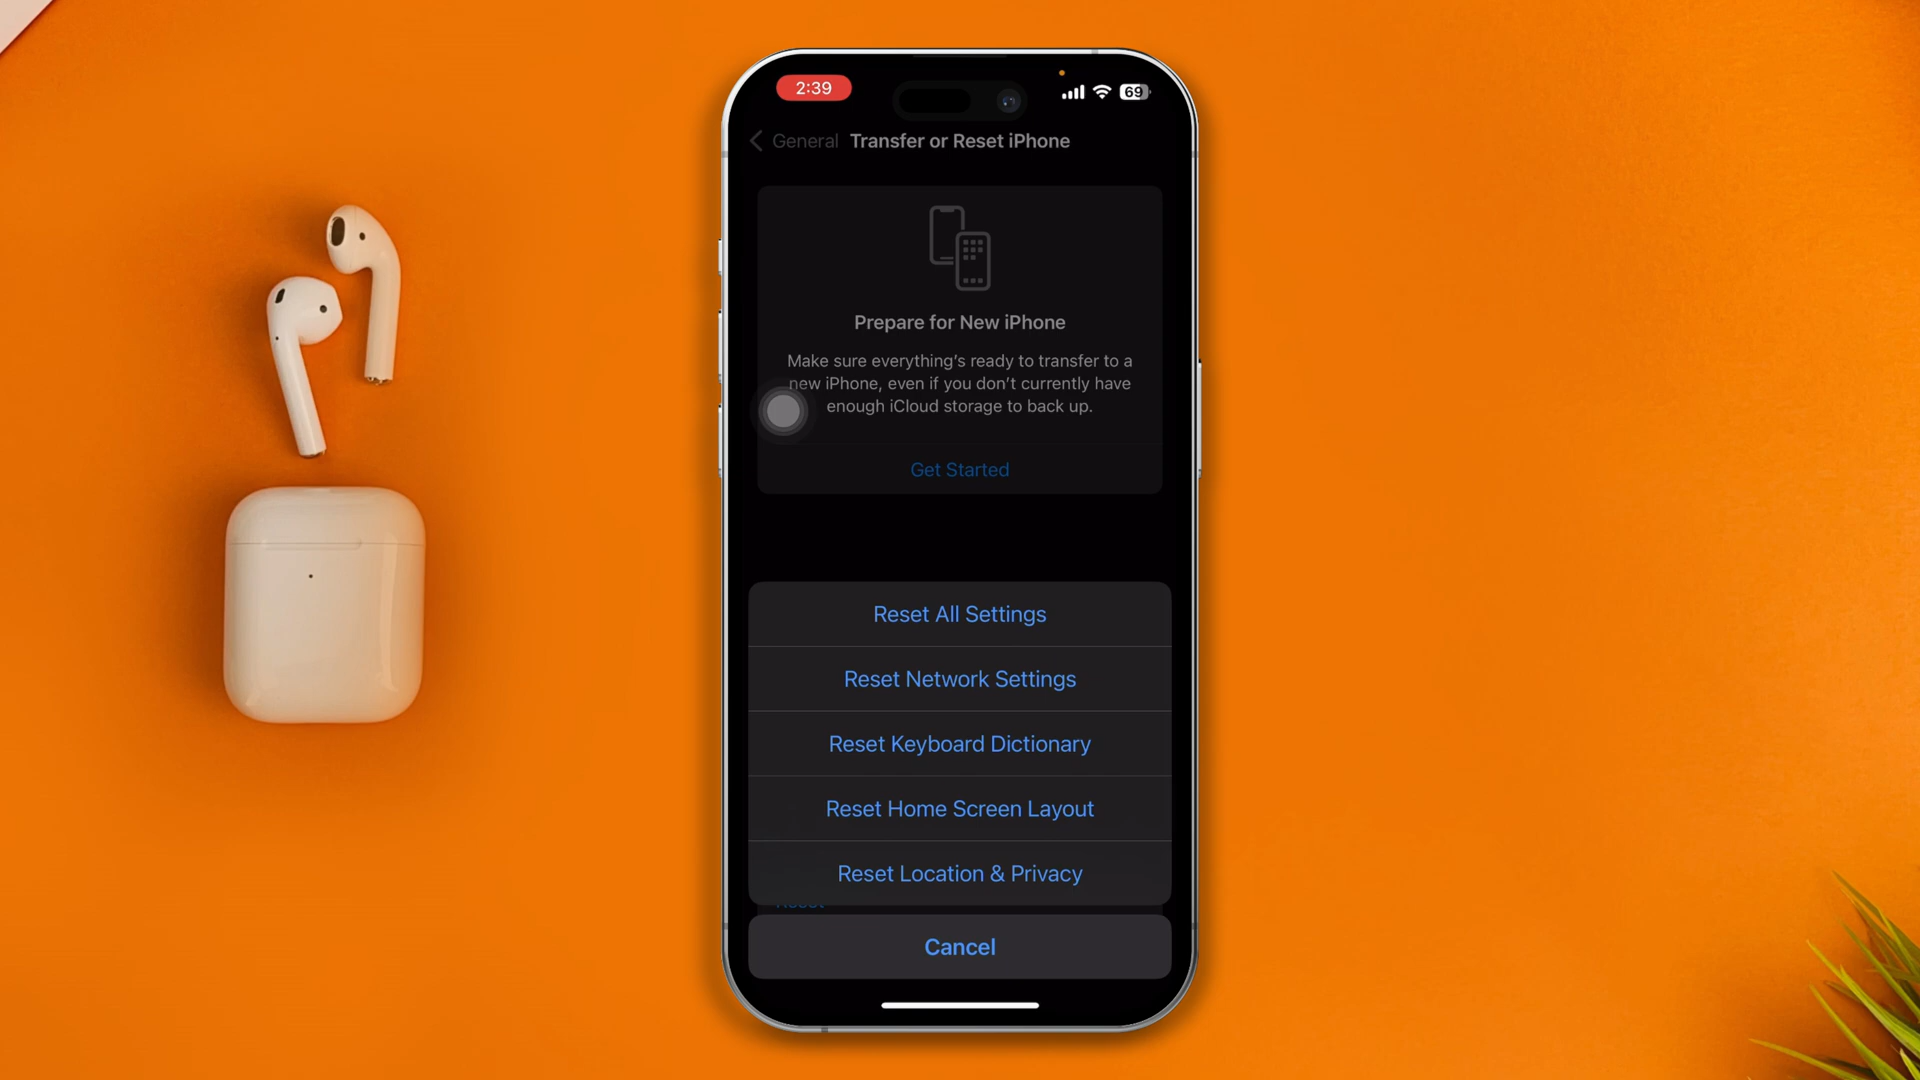 2:39
69
General Transfer or Reset iPhone
Prepare for New iPhone
Make sure everything's ready to transfer to a
new iPhone, even if you don't currently have
enough iCloud storage to back up.
Get Started
Reset All Settings
Reset Network Settings
Reset Keyboard Dictionary
Reset Home Screen Layout
Reset Location & Privacy
Reset
Cancel